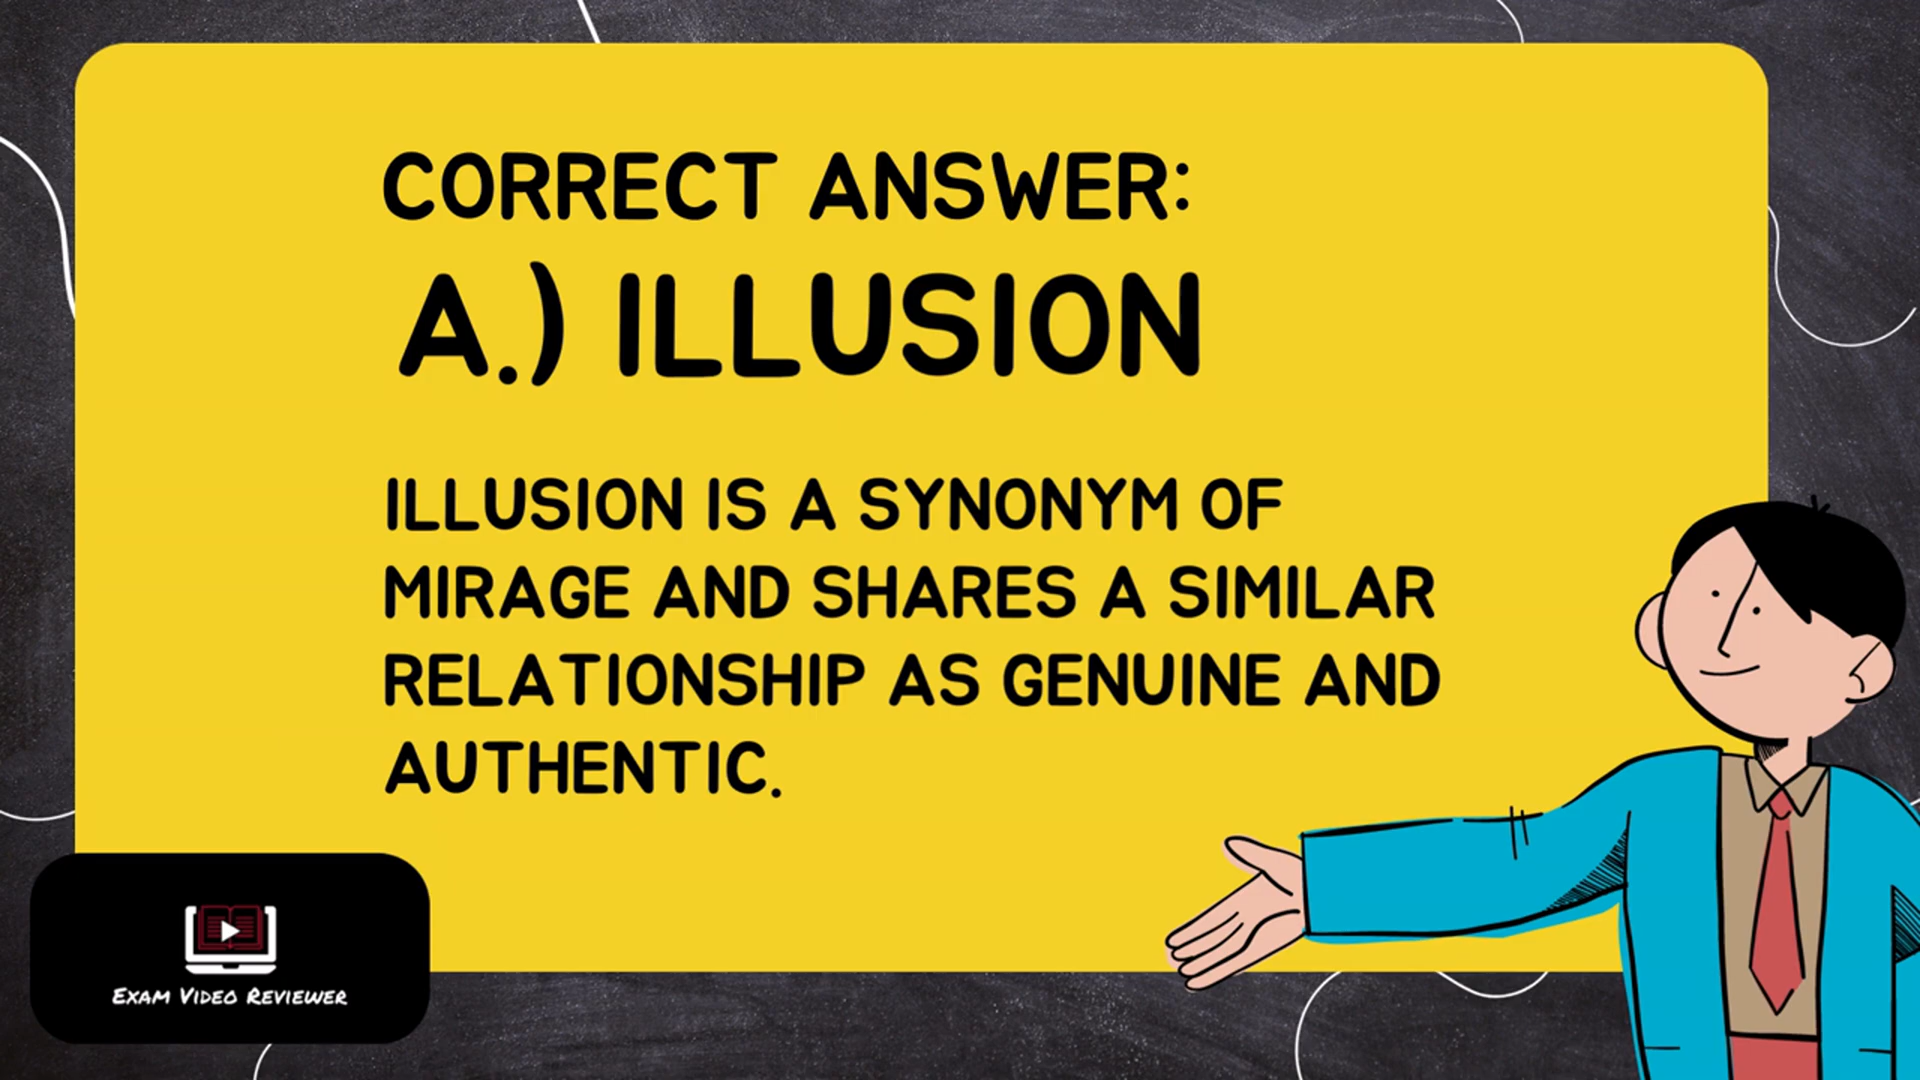 CORRECT ANSWER:
A.) ILLUSION
ILLUSION IS A SYNONYM OF
MIRAGE AND SHARES A SIMILAR
RELATIONSHIP AS GENUINE AND
AUTHENTIC.
EXAM VIDEO REVIEWER